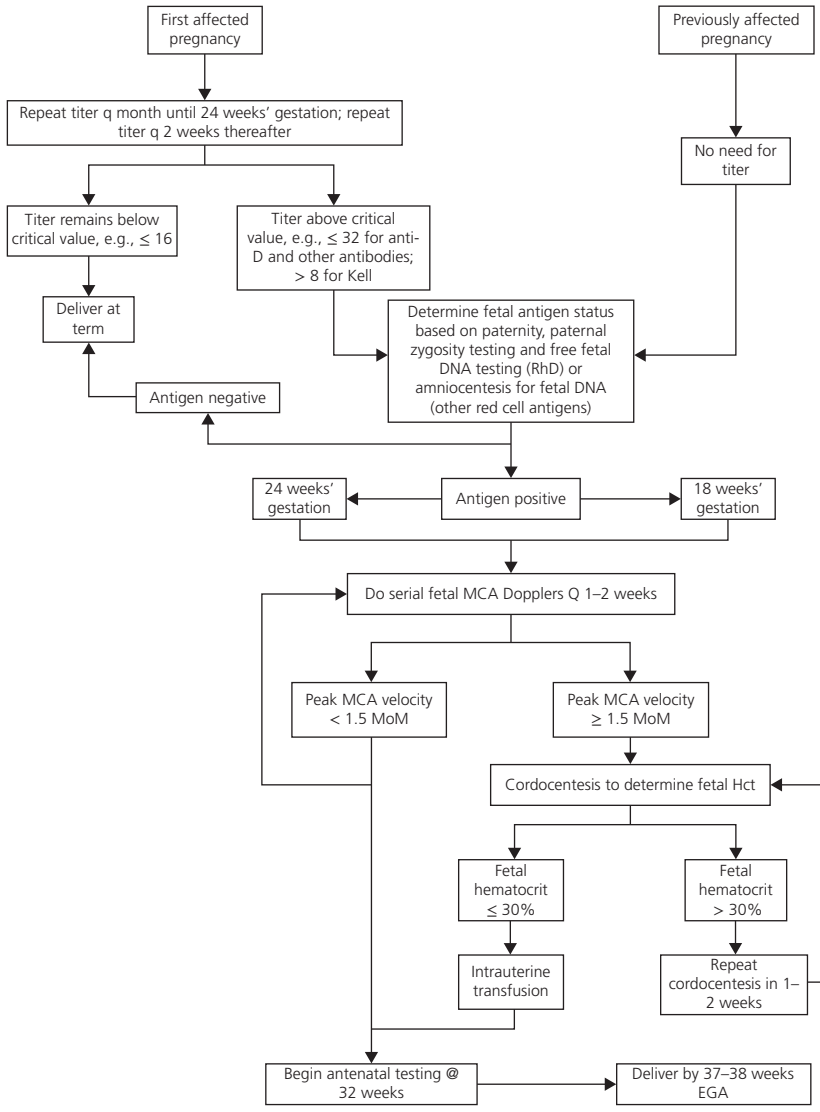 First affected
pregnancy
Previously affected
pregnancy
Repeat titer q month until 24 weeks' gestation; repeat
titer q 2 weeks thereafter
No need for
titer
Titer remains below
critical value, e.g., ≤ 16
Titer above critical
value, e.g., ≤ 32 for anti-
D and other antibodies;
> 8 for Kell
Deliver at
term
Determine fetal antigen status
based on paternity, paternal
zygosity testing and free fetal
DNA testing (RhD) or
amniocentesis for fetal DNA
(other red cell antigens)
Antigen negative
24 weeks'
gestation
Antigen positive
18 weeks'
gestation
Do serial fetal MCA Dopplers Q 1–2 weeks
Peak MCA velocity
< 1.5 MoM
Peak MCA velocity
≥ 1.5 MoM
Cordocentesis to determine fetal Hct
Fetal
hematocrit
≤ 30%
Fetal
hematocrit
> 30%
Intrauterine
transfusion
Repeat
cordocentesis in 1–
2 weeks
Begin antenatal testing @
32 weeks
Deliver by 37–38 weeks
EGA